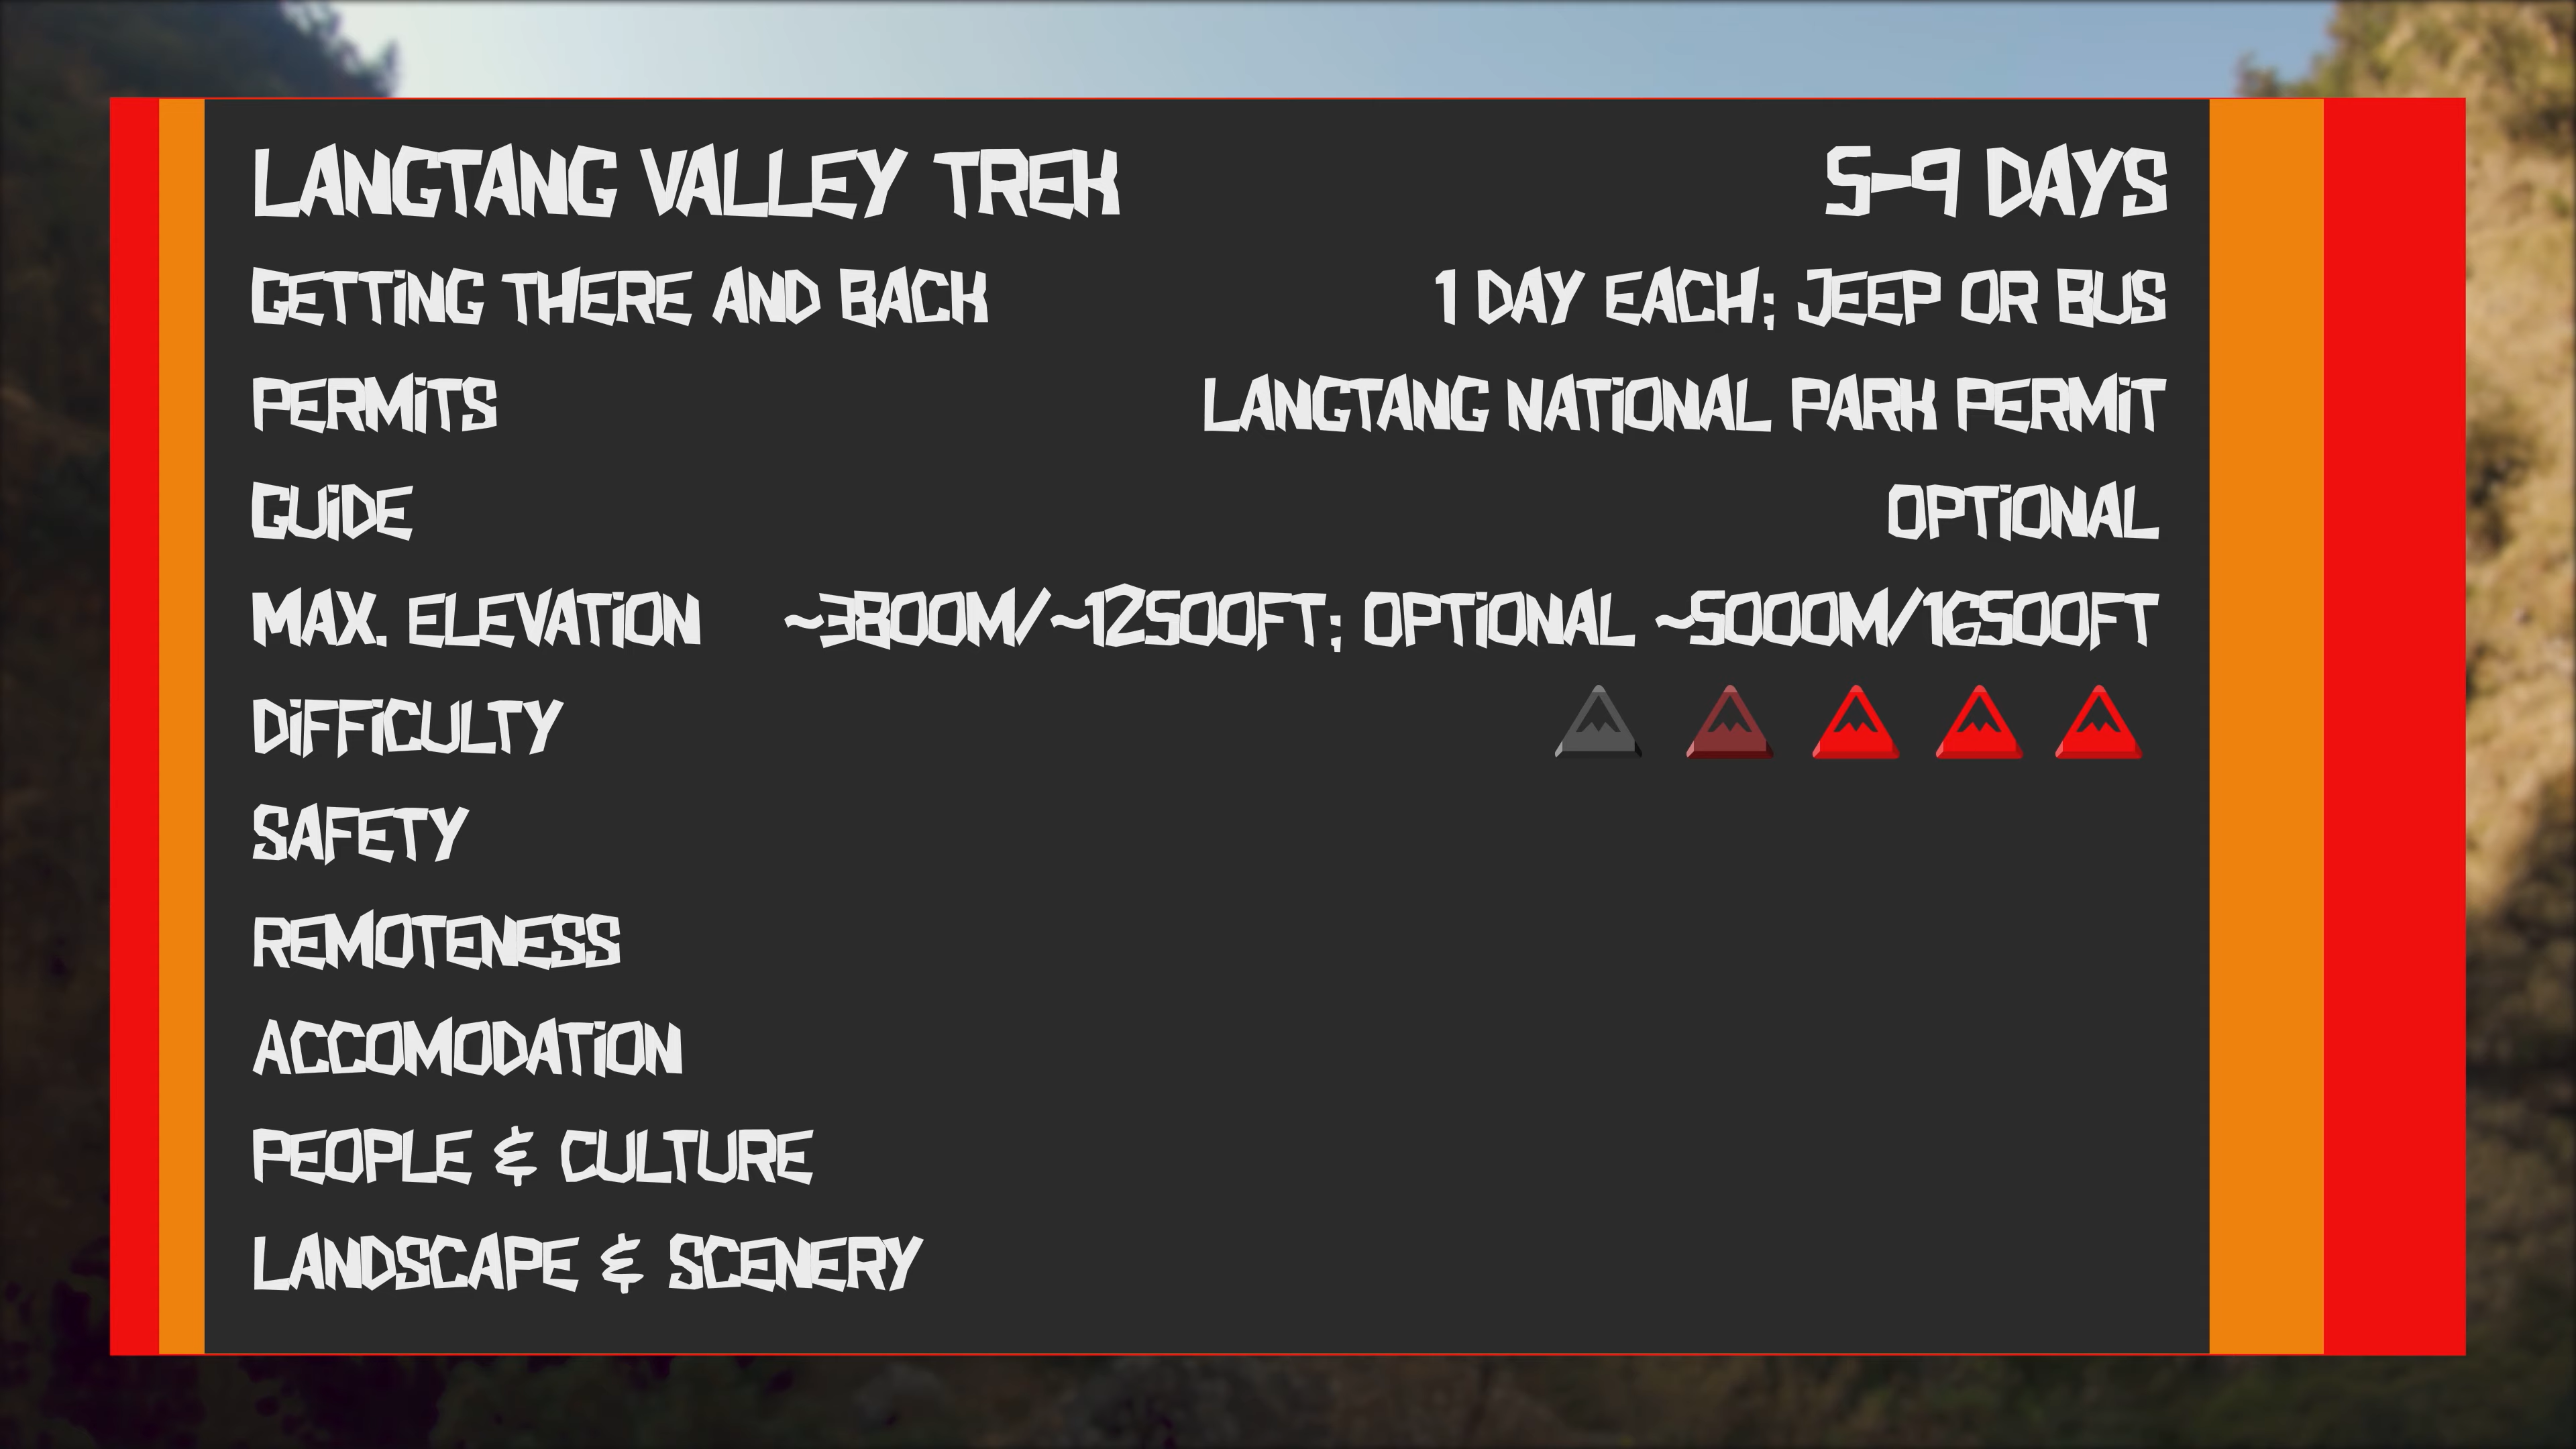 LANGTANG VALLEY TREK 5-9 DAYS
GETTING THERE AND BACK 1 DAY EACH; JEEP OR BUS
PERMITS LANGTANG NATIONAL PARK PERMIT
GUIDE OPTIONAL
MAX. ELEVATION ~3800M/~12500FT; OPTIONAL ~5000M/16500FT
DIFFICULTY
SAFETY
REMOTENESS
ACCOMODATION
PEOPLE & CULTURE
LANDSCAPE & SCENERY